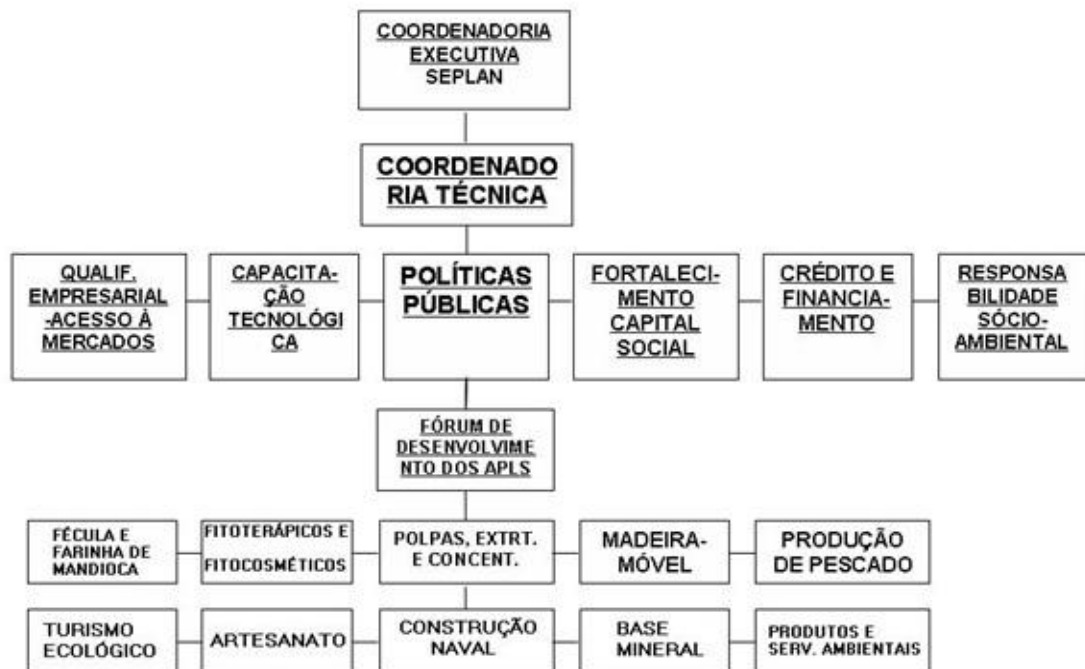 COORDENADORIA
EXECUTIVA
SEPLAN
COORDENADO
RIA TÉCNICA
QUALIF.
EMPRESARIAL
-ACESSO À
MERCADOS
CAPACITA-
ÇÃO
TECNOLÓGI
CA
POLÍTICAS
PÚBLICAS
FORTALECI-
MENTO
CAPITAL
SOCIAL
CRÉDITO E
FINANCIA-
MENTO
RESPONSA
BILIDADE
SÓCIO-
AMBIENTAL
FÓRUM DE
DESENVOLVIME
NTO DOS APLS
FÉCULA E
FARINHA DE
MANDIOCA
FITOTERÁPICOS E
FITOCOSMÉTICOS
POLPAS, EXTRT.
E CONCENT.
MADEIRA-
MÓVEL
PRODUÇÃO
DE PESCADO
TURISMO
ECOLÓGICO
ARTESANATO
CONSTRUÇÃO
NAVAL
BASE
MINERAL
PRODUTOS E
SERV. AMBIENTAIS